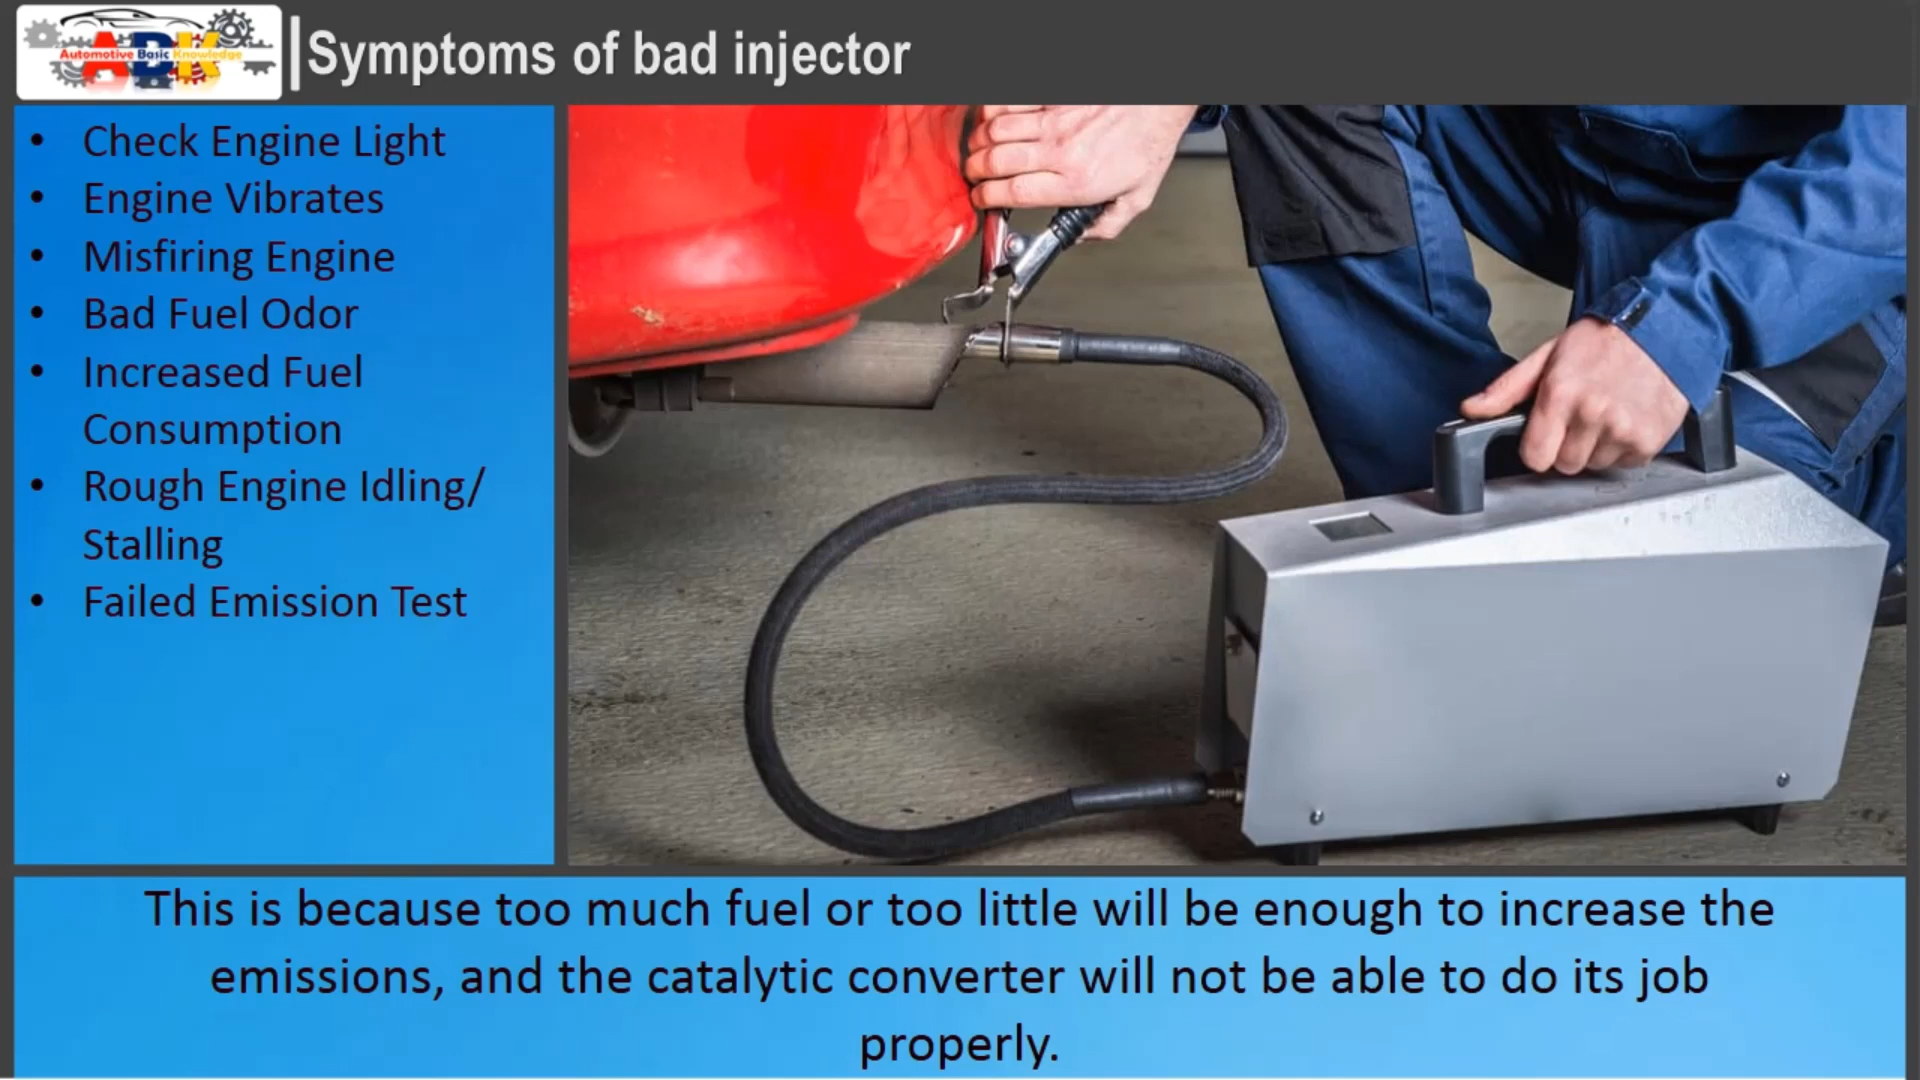 ABK
Automotive Basic Knowledge
Symptoms of bad injector
• Check Engine Light
• Engine Vibrates
• Misfiring Engine
• Bad Fuel Odor
• Increased Fuel
Consumption
• Rough Engine Idling/
Stalling
• Failed Emission Test
This is because too much fuel or too little will be enough to increase the
emissions, and the catalytic converter will not be able to do its job
properly.